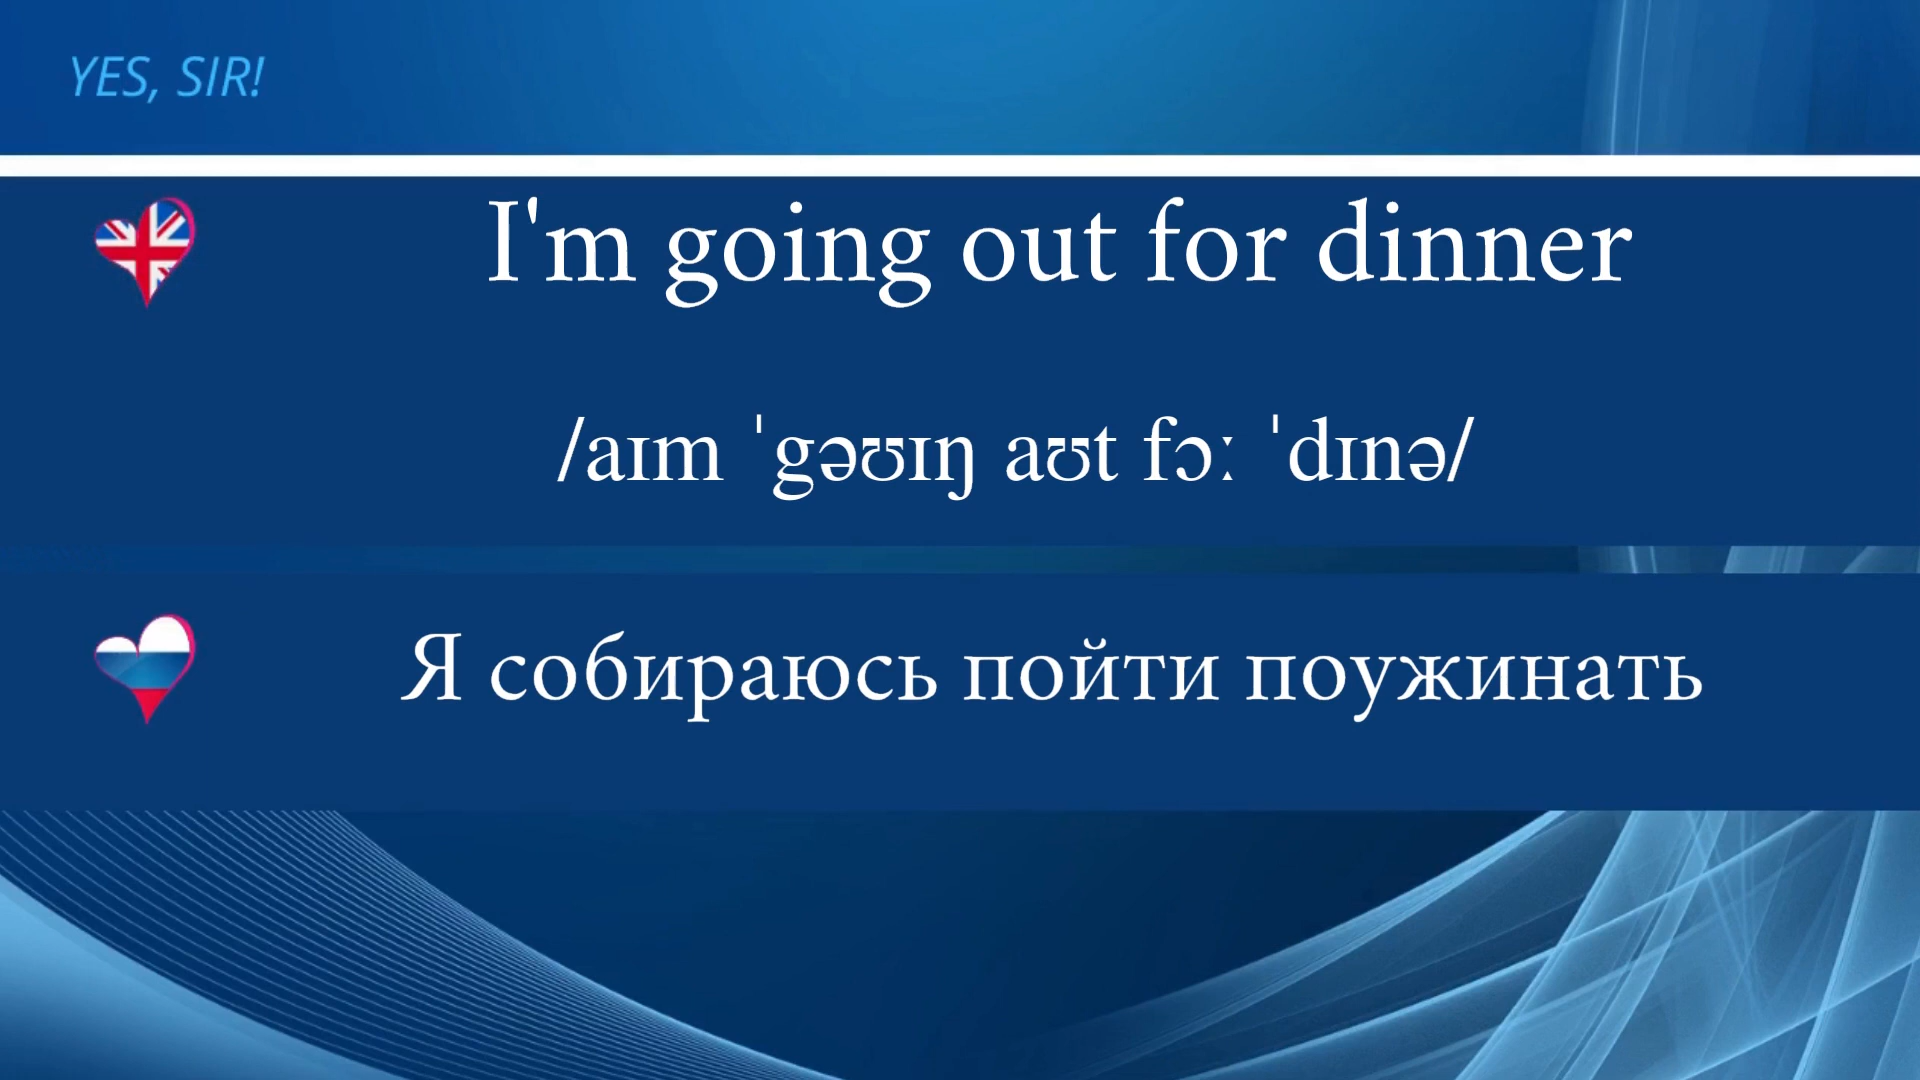 YES, SIR!
I'm going out for dinner
/aɪm ˈgəʊɪŋ aʊt fɔː ˈdɪnə/
Я собираюсь пойти поужинать